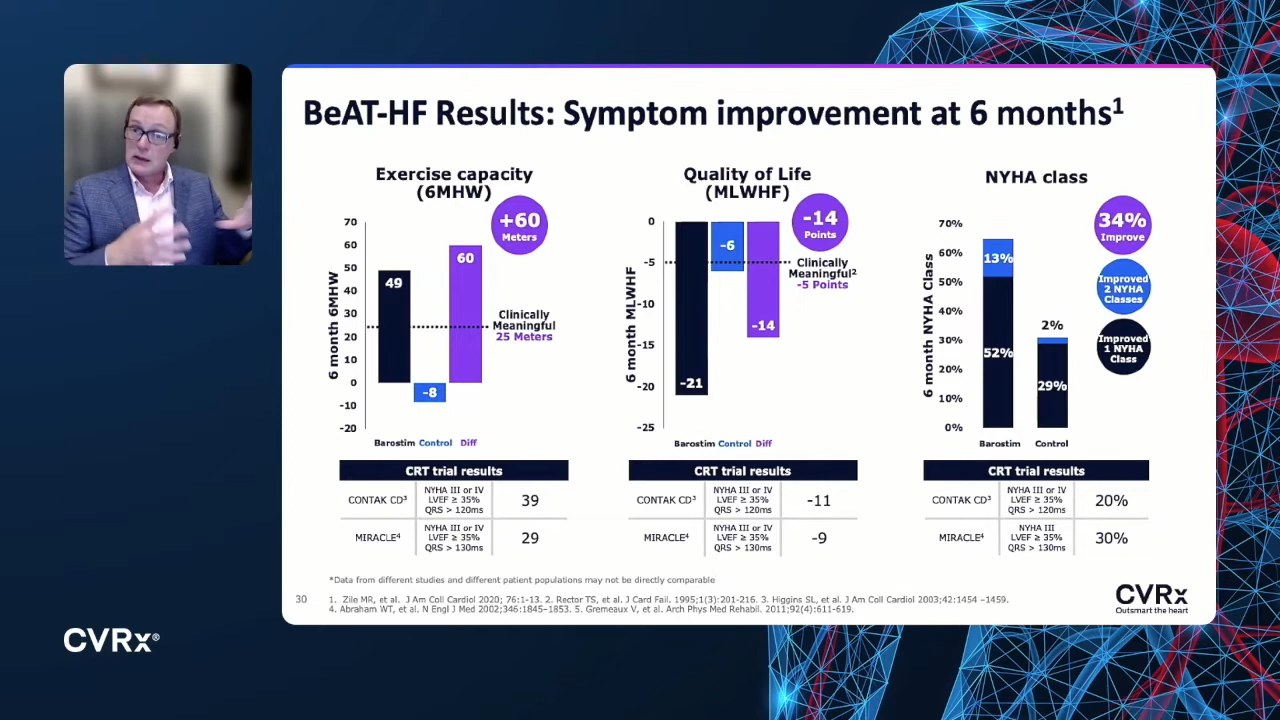 BeAT-HF Results: Symptom improvement at 6 months¹
Exercise capacity
(6MHW)
+60
Meters
6 month 6MHW
70
60
50
40
30
20
10
0
-10
-20
49
-8
60
Clinically
Meaningful
25 Meters
Barostim Control Diff
Quality of Life
(MLWHF)
-14
Points
6 month MLWHF
0
-5
-10
-15
-20
-25
-21
-6
-14
Clinically
Meaningful²
-5 Points
Barostim Control Diff
NYHA class
34%
Improve
Improved
2 NYHA
Classes
Improved
1 NYHA
Class
6 month NYHA Class
70%
60%
50%
40%
30%
20%
10%
0%
13%
52%
2%
29%
Barostim Control
CRT trial results
CONTAK CD³
NYHA III or IV
LVEF ≥ 35%
QRS > 120ms
39
MIRACLE⁴
NYHA III or IV
LVEF ≥ 35%
QRS > 130ms
29
CRT trial results
CONTAK CD³
NYHA III or IV
LVEF ≥ 35%
QRS > 120ms
-11
MIRACLE⁴
NYHA III or IV
LVEF ≥ 35%
QRS > 130ms
-9
CRT trial results
CONTAK CD³
NYHA III or IV
LVEF ≥ 35%
QRS > 120ms
20%
MIRACLE⁴
NYHA III
LVEF ≥ 35%
QRS > 130ms
30%
*Data from different studies and different patient populations may not be directly comparable
30
1. Zile MR, et al. J Am Coll Cardiol 2020; 76:1-13. 2. Rector TS, et al. J Card Fail. 1995;1(3):201-216. 3. Higgins SL, et al. J Am Coll Cardiol 2003;42:1454 –1459.
4. Abraham WT, et al. N Engl J Med 2002;346:1845–1853. 5. Gremeaux V, et al. Arch Phys Med Rehabil. 2011;92(4):611-619.
CVRx
Outsmart the heart
CVRx®